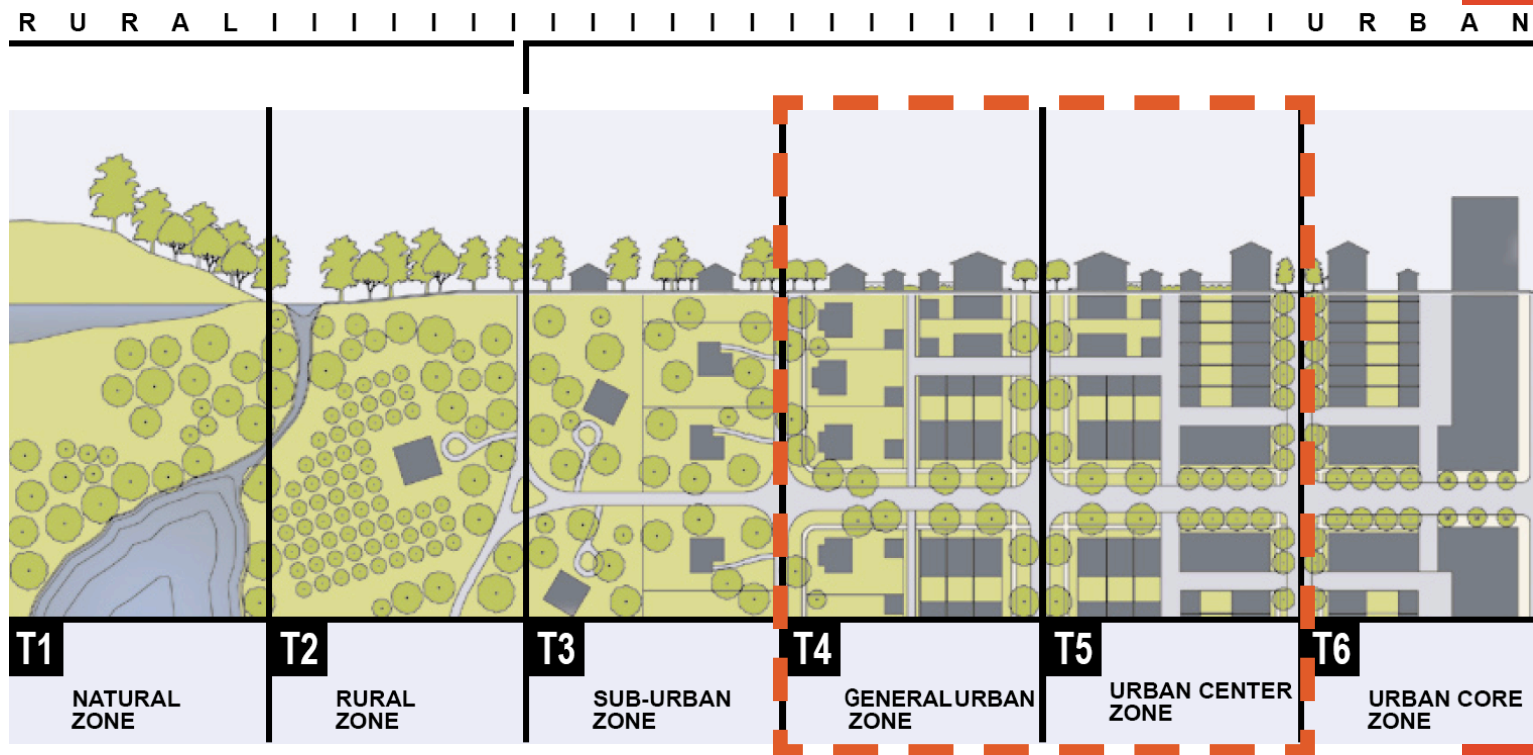 R U R A L I I I I I I I I I I I I I I I I I I I I I U R B A N
T1
NATURAL
ZONE
T2
RURAL
ZONE
T3
SUB-URBAN
ZONE
T4
GENERAL URBAN
ZONE
T5
URBAN CENTER
ZONE
T6
URBAN CORE
ZONE